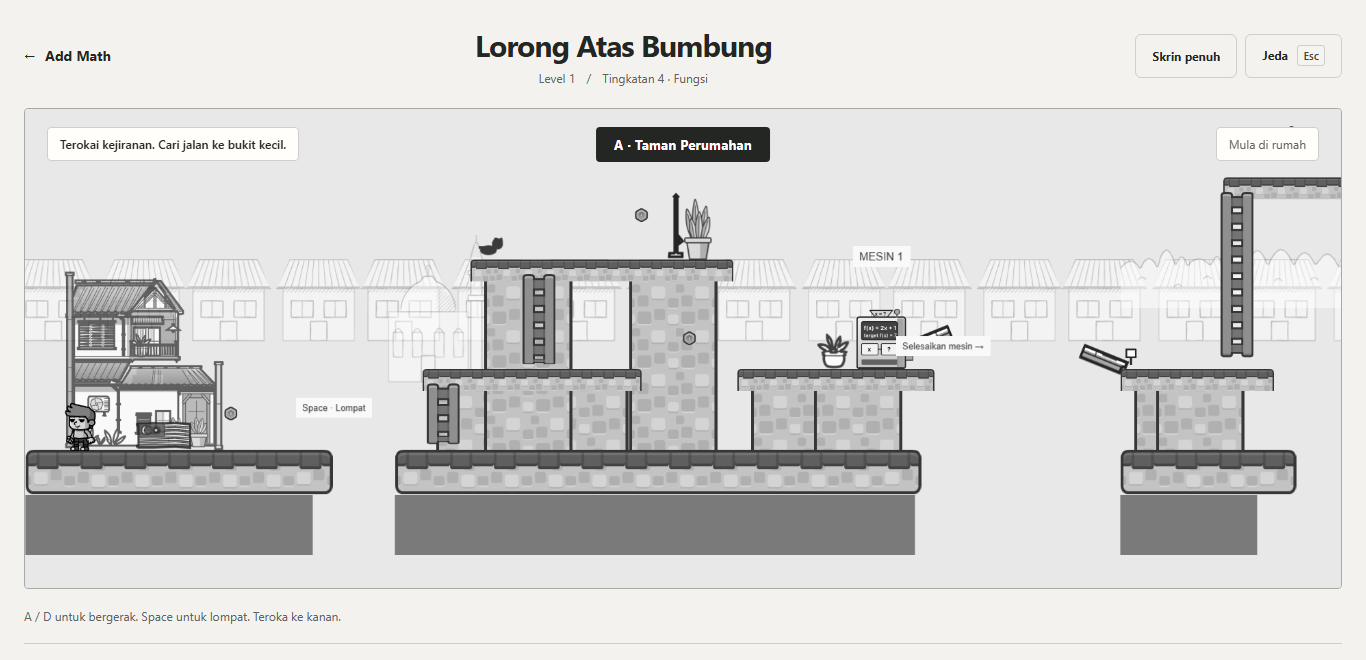 ← Add Math
Lorong Atas Bumbung
Level 1 / Tingkatan 4 · Fungsi
Skrin penuh
Jeda Esc
Terokai kejiranan. Cari jalan ke bukit kecil.
A · Taman Perumahan
Mula di rumah
MESIN 1
f(x) = 2x + 1
Selesaikan mesin →
Space · Lompat
A / D untuk bergerak. Space untuk lompat. Teroka ke kanan.